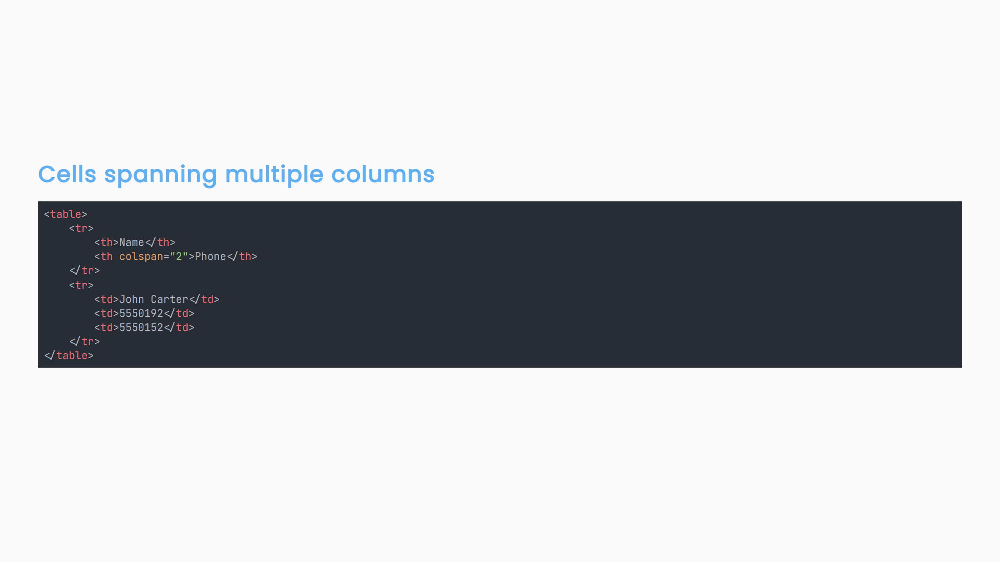 Cells spanning multiple columns
<table>
    <tr>
        <th>Name</th>
        <th colspan="2">Phone</th>
    </tr>
    <tr>
        <td>John Carter</td>
        <td>5550192</td>
        <td>5550152</td>
    </tr>
</table>